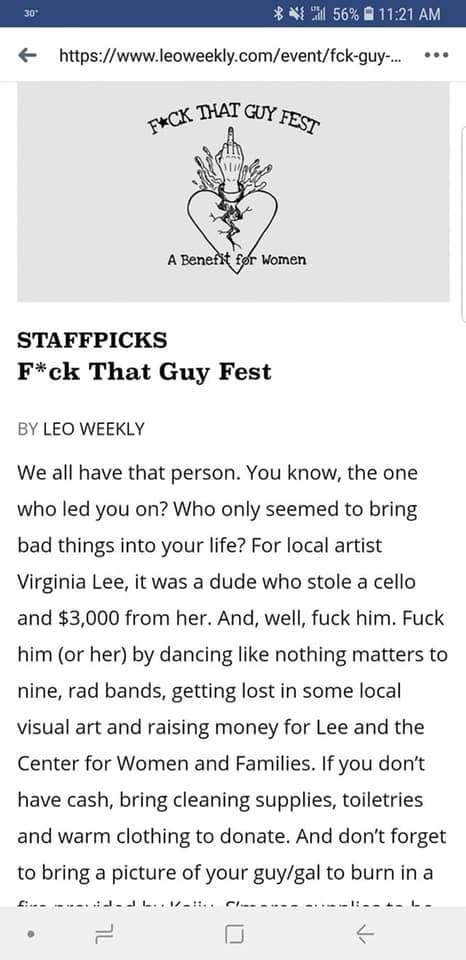 30°
LTE 56% 11:21 AM
https://www.leoweekly.com/event/fck-guy-...
F★CK THAT GUY FEST
A Benefit for Women
STAFFPICKS
F*ck That Guy Fest
BY LEO WEEKLY
We all have that person. You know, the one
who led you on? Who only seemed to bring
bad things into your life? For local artist
Virginia Lee, it was a dude who stole a cello
and $3,000 from her. And, well, fuck him. Fuck
him (or her) by dancing like nothing matters to
nine, rad bands, getting lost in some local
visual art and raising money for Lee and the
Center for Women and Families. If you don’t
have cash, bring cleaning supplies, toiletries
and warm clothing to donate. And don’t forget
to bring a picture of your guy/gal to burn in a